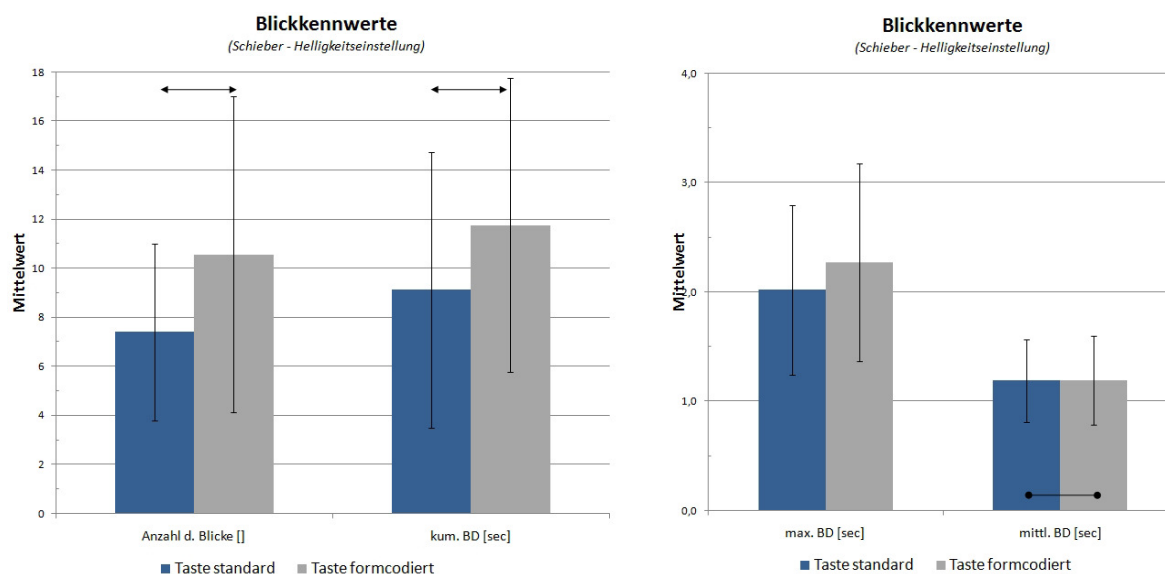 Blickkennwerte
(Schieber - Helligkeitseinstellung)
Mittelwert
18
16
14
12
10
8
6
4
2
0
Anzahl d. Blicke []
kum. BD [sec]
Taste standard
Taste formcodiert
Blickkennwerte
(Schieber - Helligkeitseinstellung)
Mittelwert
4,0
3,0
2,0
1,0
0,0
max. BD [sec]
mittl. BD [sec]
Taste standard
Taste formcodiert